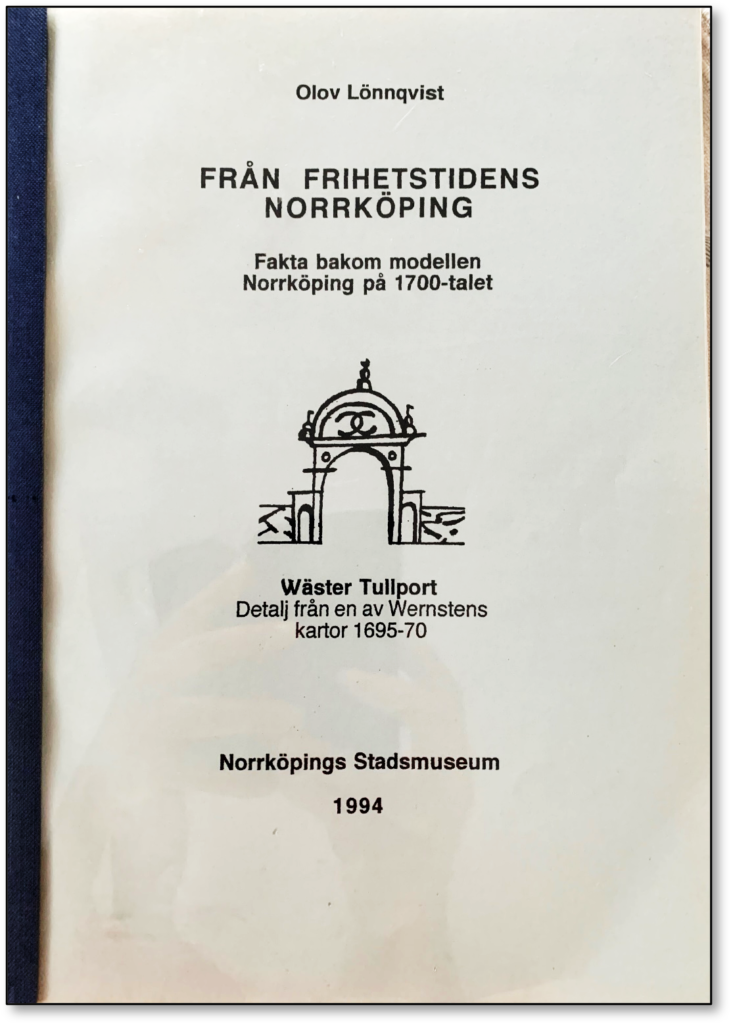 Olov Lönnqvist
FRÅN FRIHETSTIDENS
NORRKÖPING
Fakta bakom modellen
Norrköping på 1700-talet
Wäster Tullport
Detalj från en av Wernstens
kartor 1695-70
Norrköpings Stadsmuseum
1994